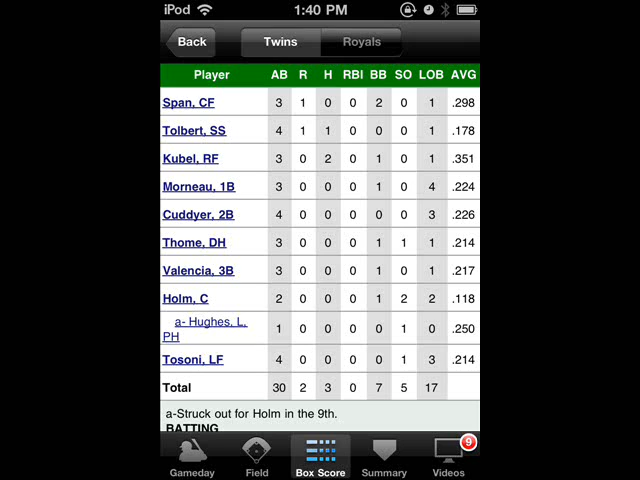 iPod 1:40 PM
Back Twins Royals
Player AB R H RBI BB SO LOB AVG
Span, CF 3 1 0 0 2 0 1 .298
Tolbert, SS 4 1 1 0 0 0 1 .178
Kubel, RF 3 0 2 0 1 0 1 .351
Morneau, 1B 3 0 0 0 1 0 4 .224
Cuddyer, 2B 4 0 0 0 0 0 3 .226
Thome, DH 3 0 0 0 1 1 1 .214
Valencia, 3B 3 0 0 0 1 0 1 .217
Holm, C 2 0 0 0 1 2 2 .118
a- Hughes, L,
PH 1 0 0 0 0 1 0 .250
Tosoni, LF 4 0 0 0 0 1 3 .214
Total 30 2 3 0 7 5 17
a-Struck out for Holm in the 9th.
BATTING
9
Gameday Field Box Score Summary Videos